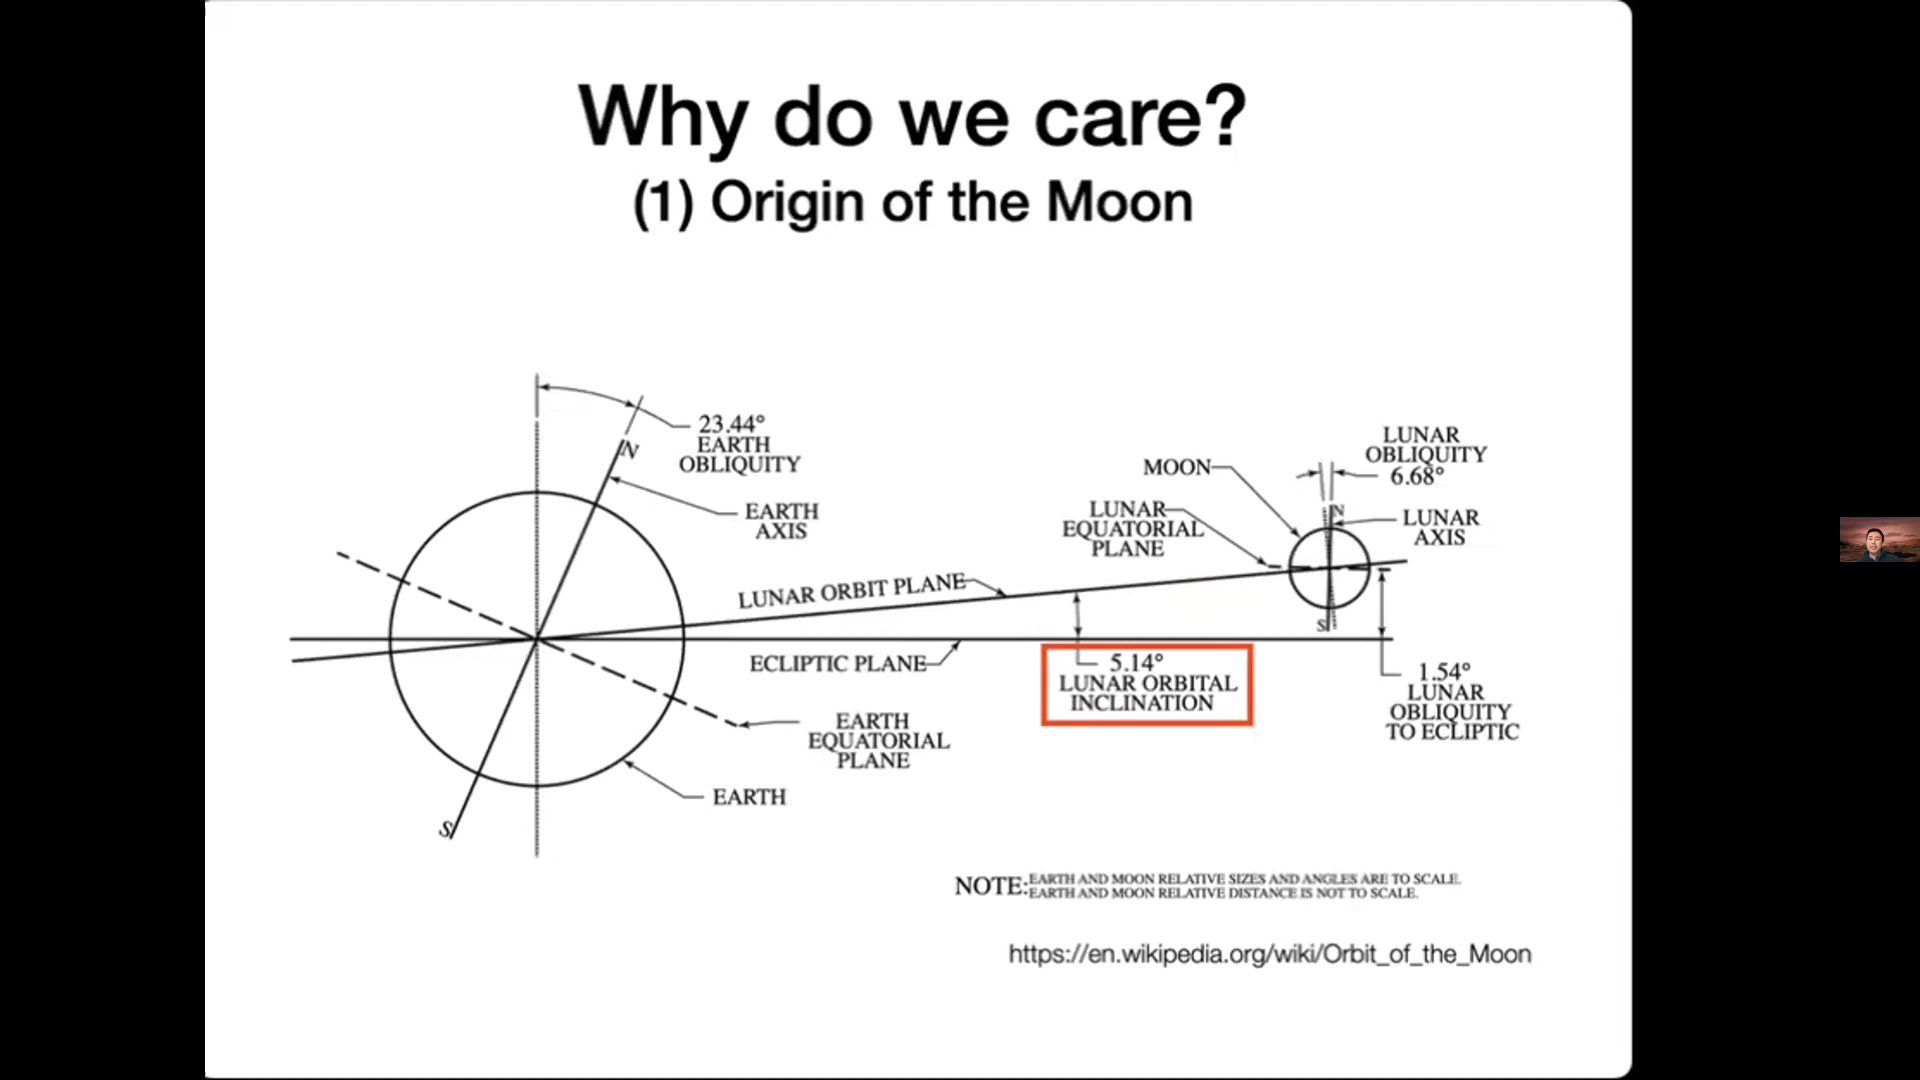 Why do we care?
(1) Origin of the Moon
23.44°
EARTH
OBLIQUITY
N
EARTH
AXIS
LUNAR
OBLIQUITY
6.68°
MOON
LUNAR
EQUATORIAL
PLANE
N
LUNAR
AXIS
LUNAR ORBIT PLANE
S
ECLIPTIC PLANE
5.14°
LUNAR ORBITAL
INCLINATION
1.54°
LUNAR
OBLIQUITY
TO ECLIPTIC
EARTH
EQUATORIAL
PLANE
EARTH
S
NOTE: EARTH AND MOON RELATIVE SIZES AND ANGLES ARE TO SCALE.
EARTH AND MOON RELATIVE DISTANCE IS NOT TO SCALE.
https://en.wikipedia.org/wiki/Orbit_of_the_Moon